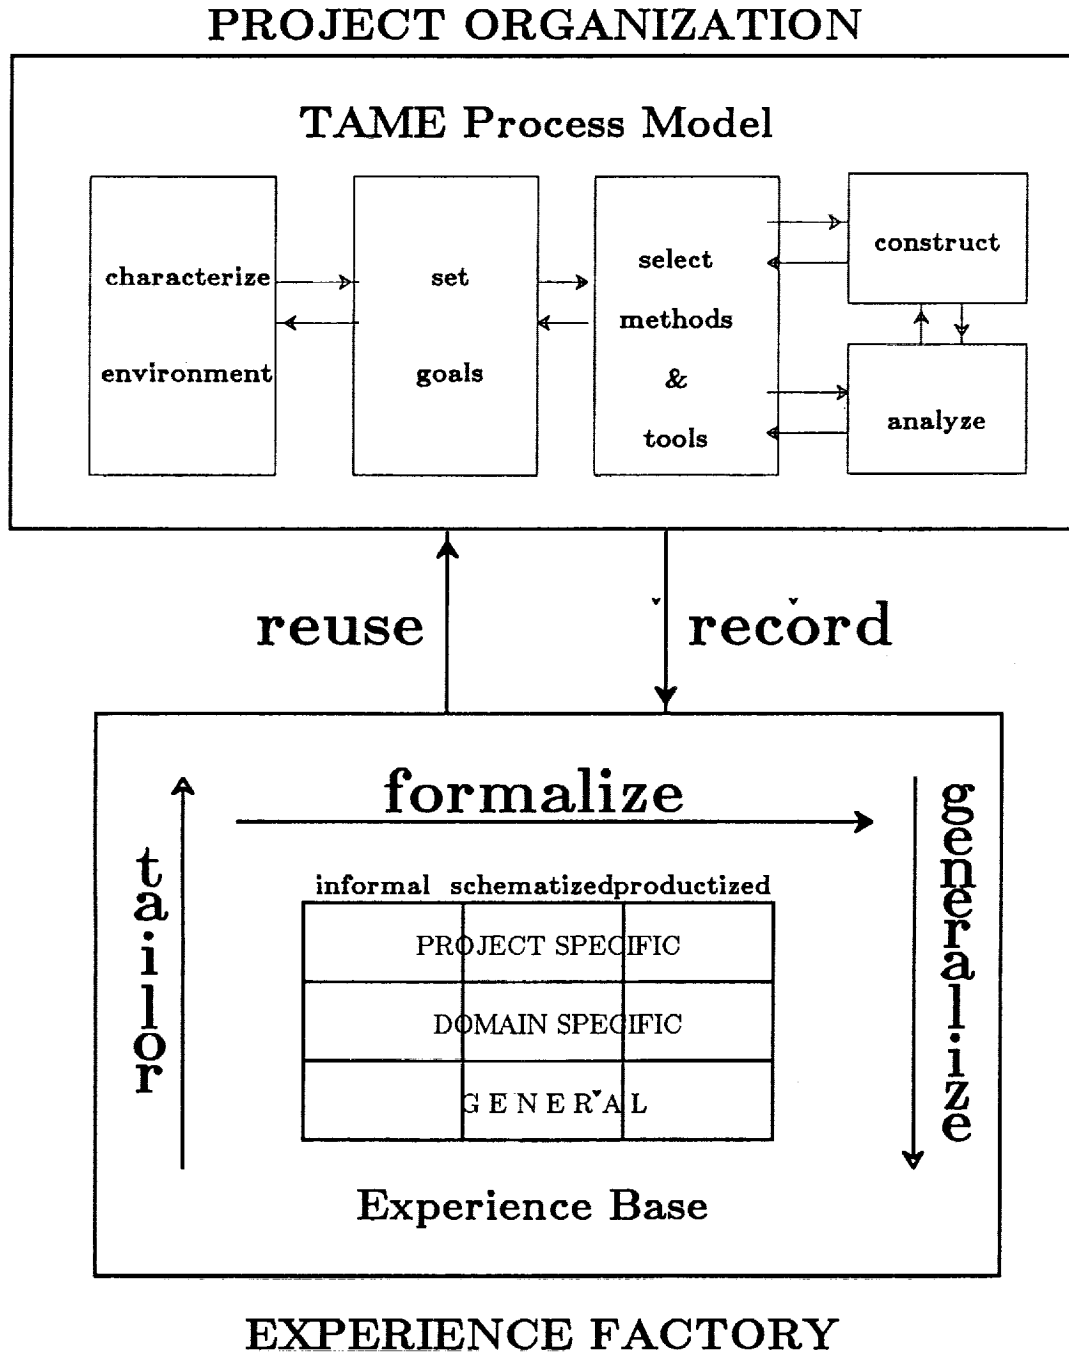 PROJECT ORGANIZATION
TAME Process Model
characterize
environment
set
goals
select
methods
&
tools
construct
analyze
reuse
record
formalize
tailor
generalize
informal schematized productized
PROJECT SPECIFIC
DOMAIN SPECIFIC
G E N E R A L
Experience Base
EXPERIENCE FACTORY